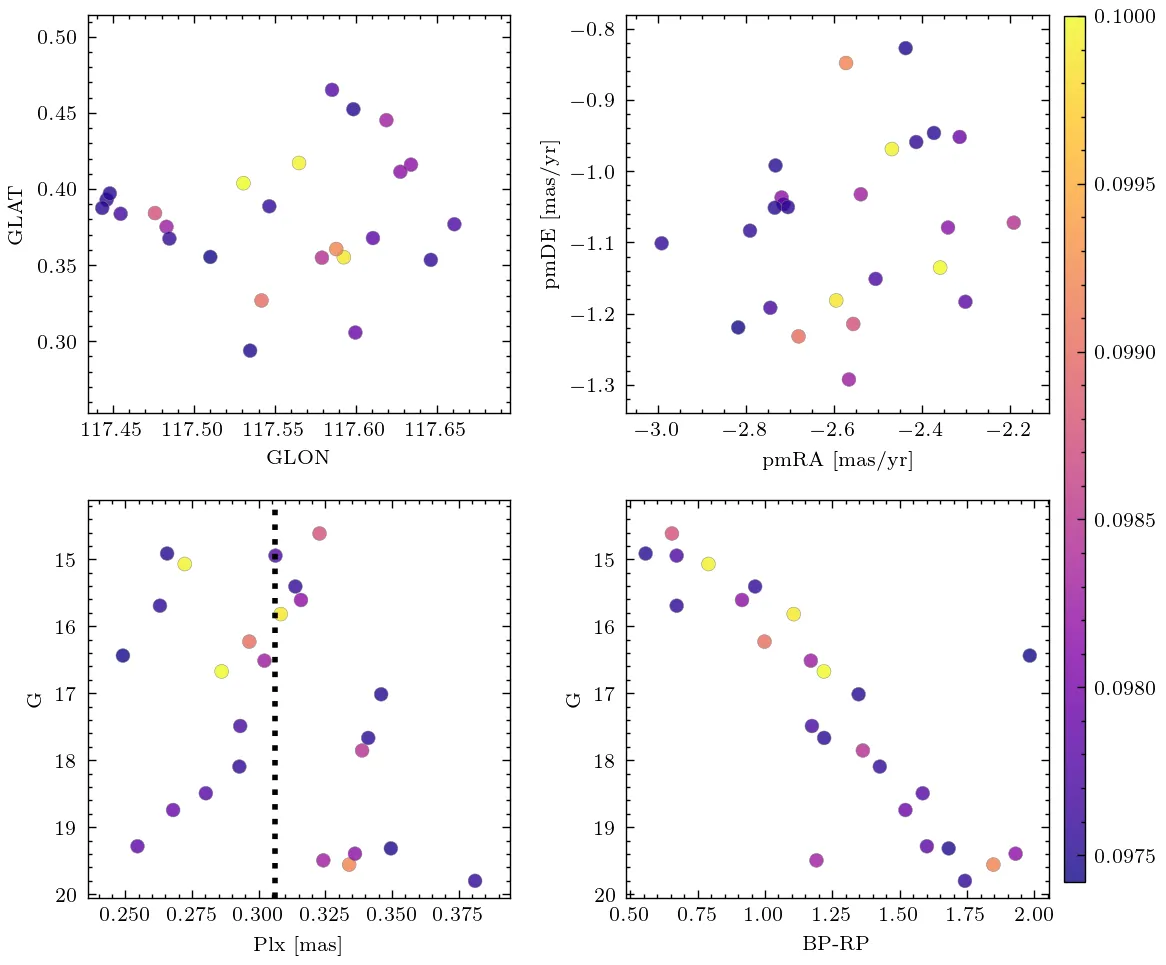 0.50
0.45
0.40
0.35
0.30
GLAT
117.45 117.50 117.55 117.60 117.65
GLON
−0.8
−0.9
−1.0
−1.1
−1.2
−1.3
pmDE [mas/yr]
−3.0 −2.8 −2.6 −2.4 −2.2
pmRA [mas/yr]
15
16
17
18
19
20
G
0.250 0.275 0.300 0.325 0.350 0.375
Plx [mas]
15
16
17
18
19
20
G
0.50 0.75 1.00 1.25 1.50 1.75 2.00
BP-RP
0.1000
0.0995
0.0990
0.0985
0.0980
0.0975